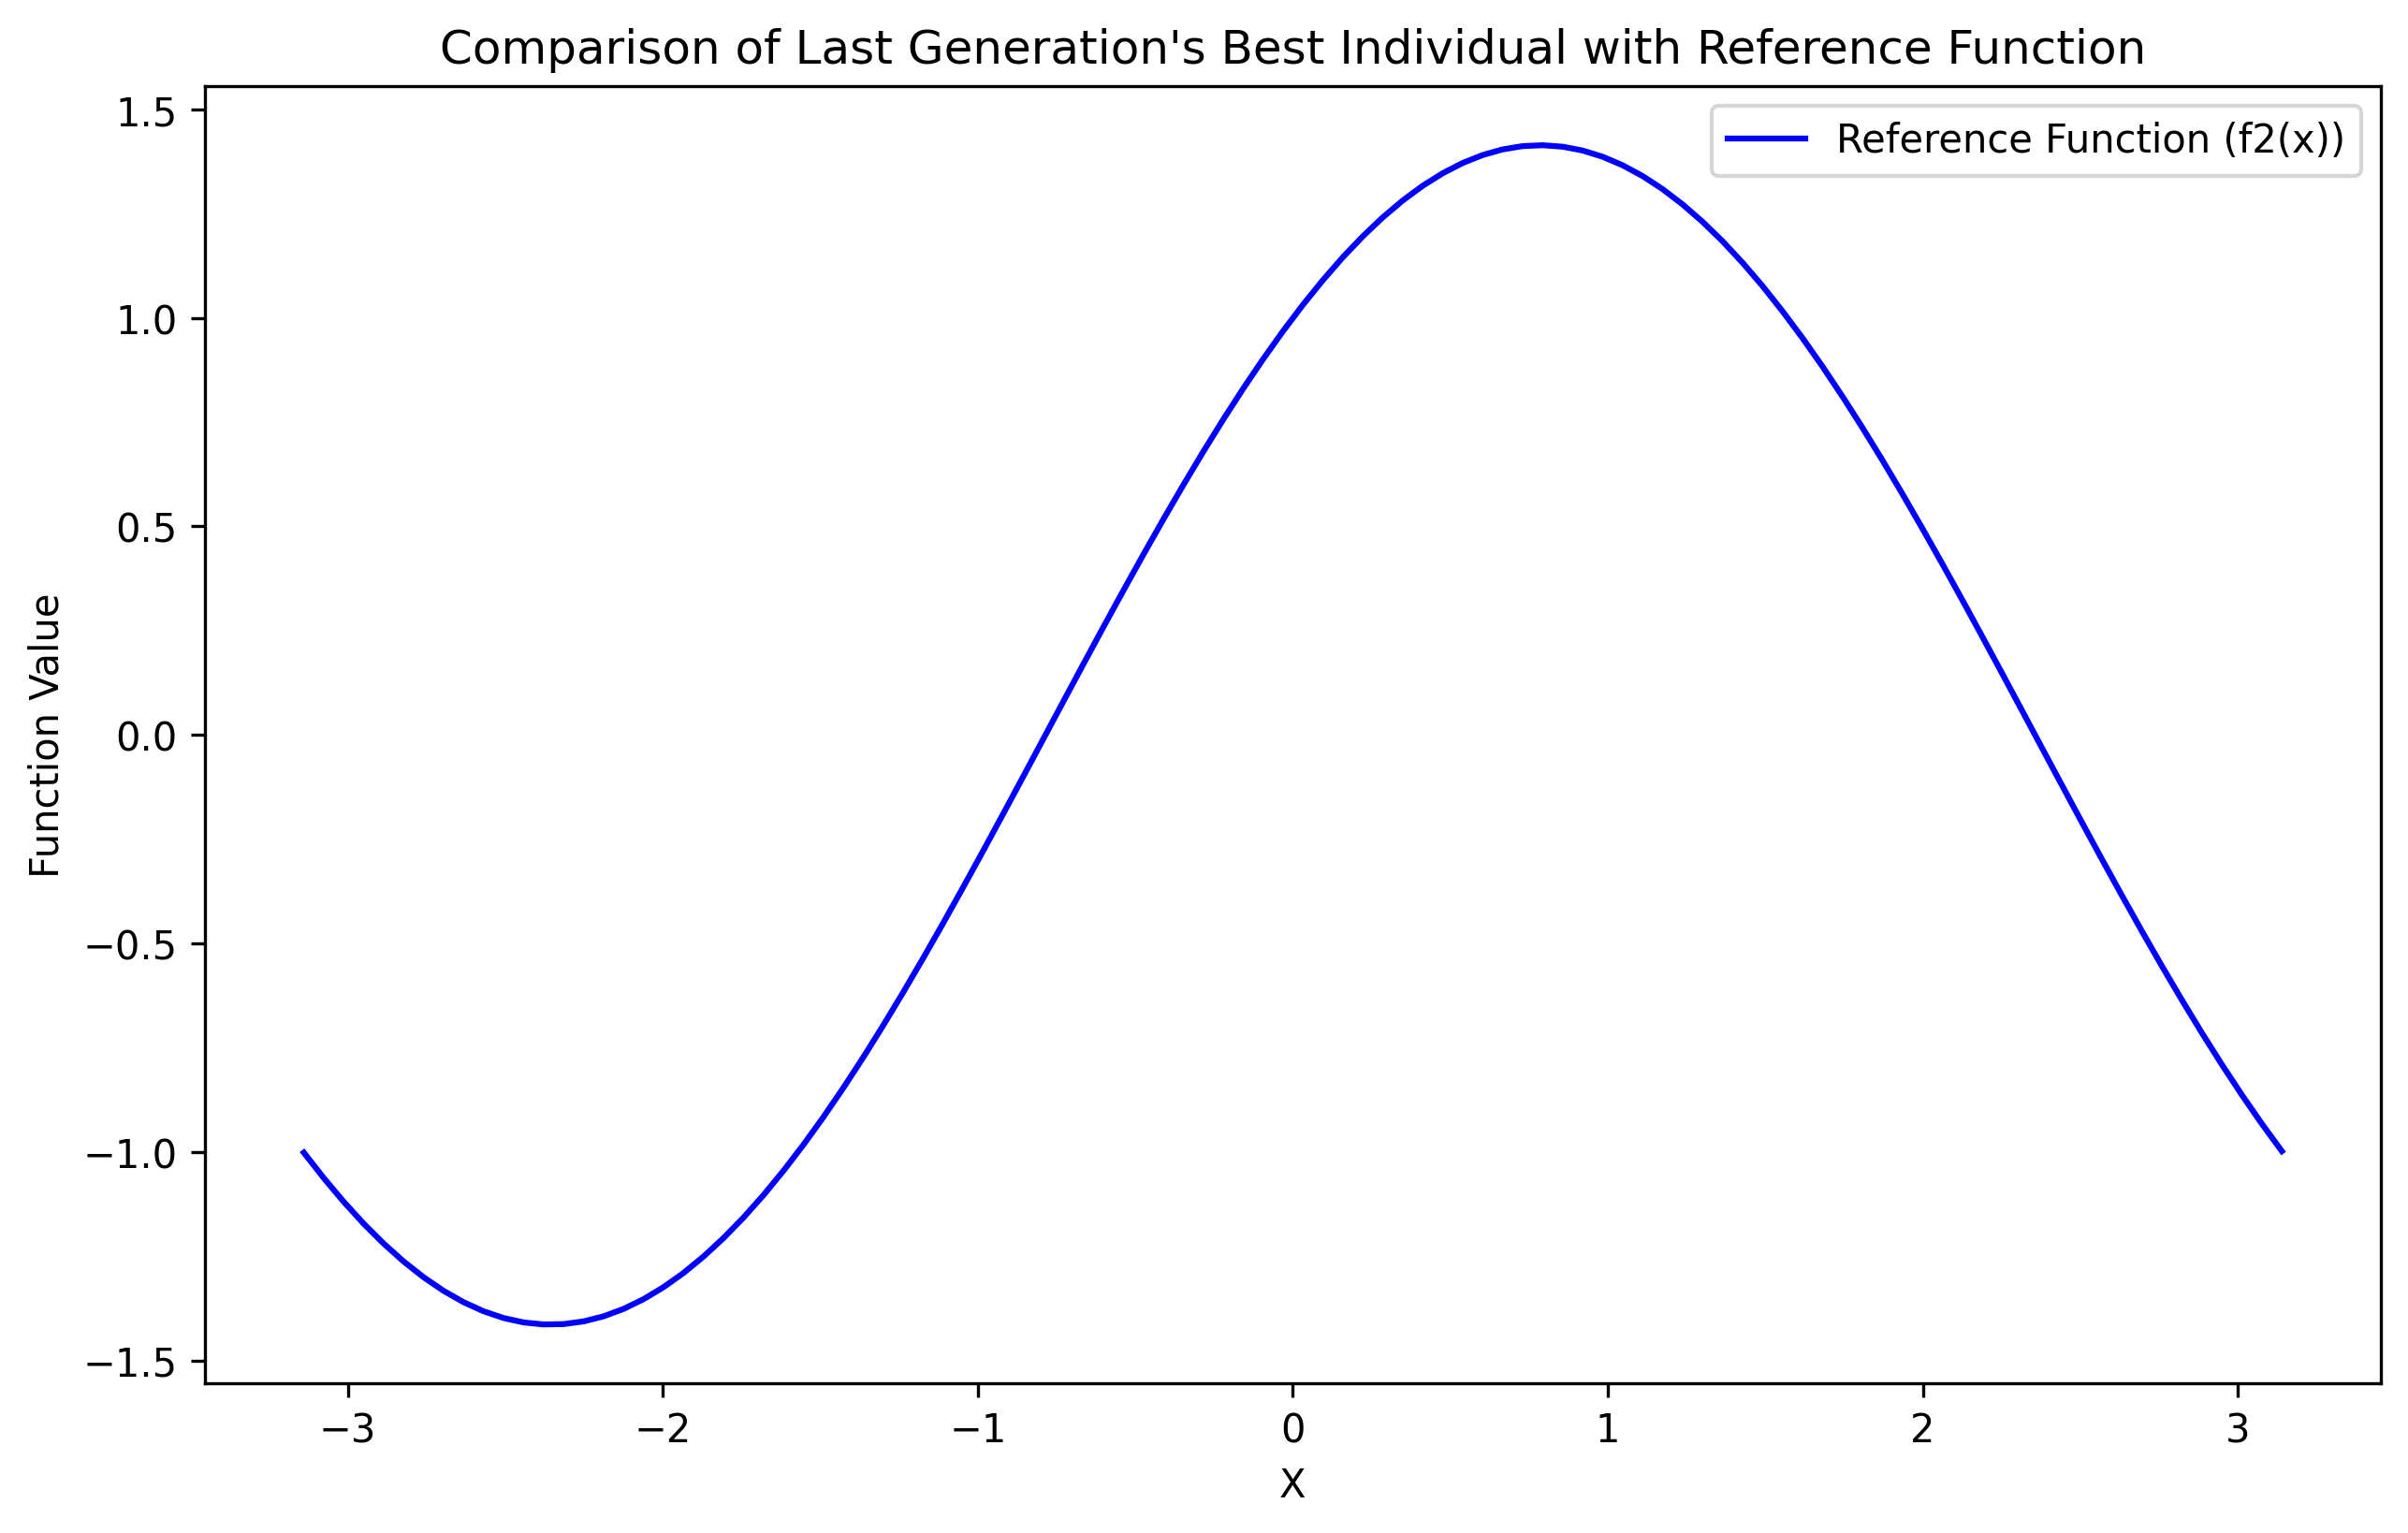 Comparison of Last Generation's Best Individual with Reference Function
Reference Function (f2(x))
Function Value
1.5
1.0
0.5
0.0
−0.5
−1.0
−1.5
−3 −2 −1 0 1 2 3
X